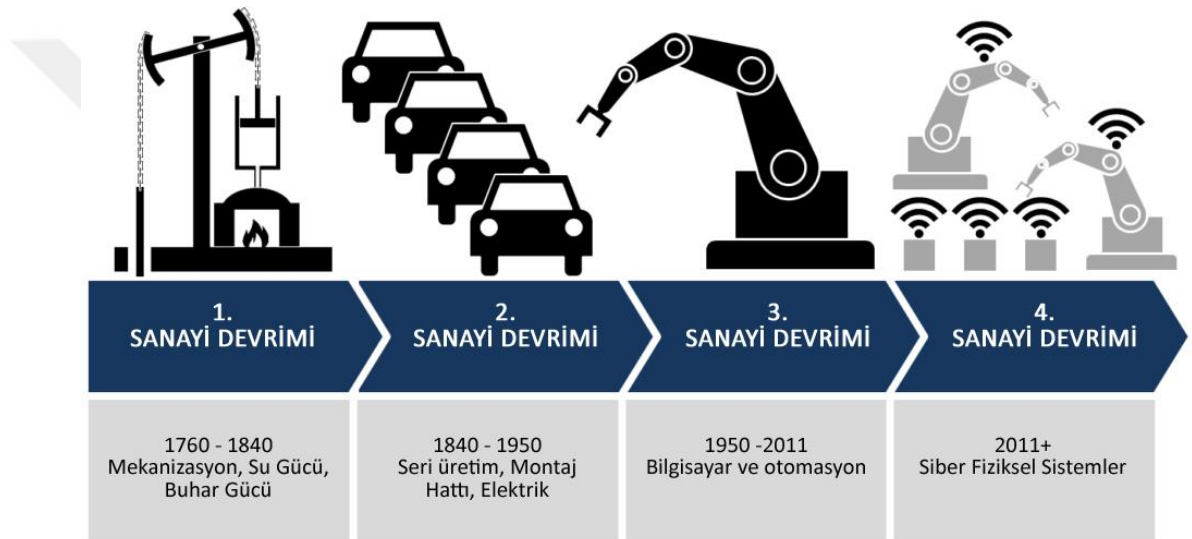 1.
SANAYİ DEVRİMİ
2.
SANAYİ DEVRİMİ
3.
SANAYİ DEVRİMİ
4.
SANAYİ DEVRİMİ
1760 - 1840
Mekanizasyon, Su Gücü,
Buhar Gücü
1840 - 1950
Seri üretim, Montaj
Hattı, Elektrik
1950 -2011
Bilgisayar ve otomasyon
2011+
Siber Fiziksel Sistemler